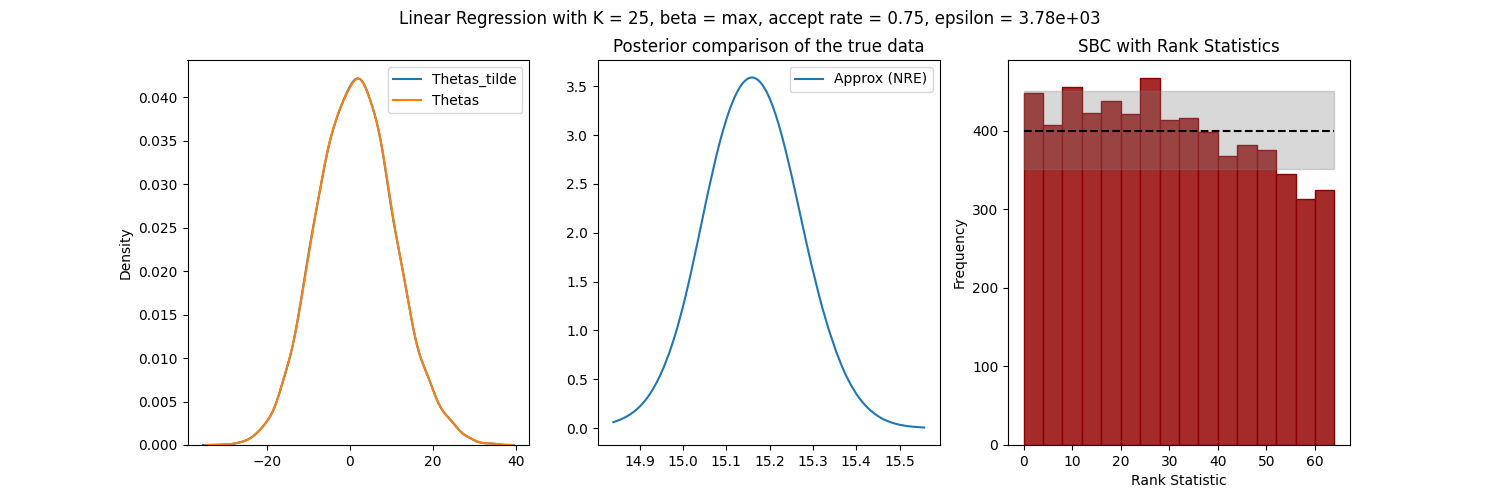 Linear Regression with K = 25, beta = max, accept rate = 0.75, epsilon = 3.78e+03
Density
0.040
0.035
0.030
0.025
0.020
0.015
0.010
0.005
0.000
−20 0 20 40
Thetas_tilde
Thetas
Posterior comparison of the true data
Approx (NRE)
3.5
3.0
2.5
2.0
1.5
1.0
0.5
0.0
14.9 15.0 15.1 15.2 15.3 15.4 15.5
SBC with Rank Statistics
Frequency
400
300
200
100
0
0 10 20 30 40 50 60
Rank Statistic